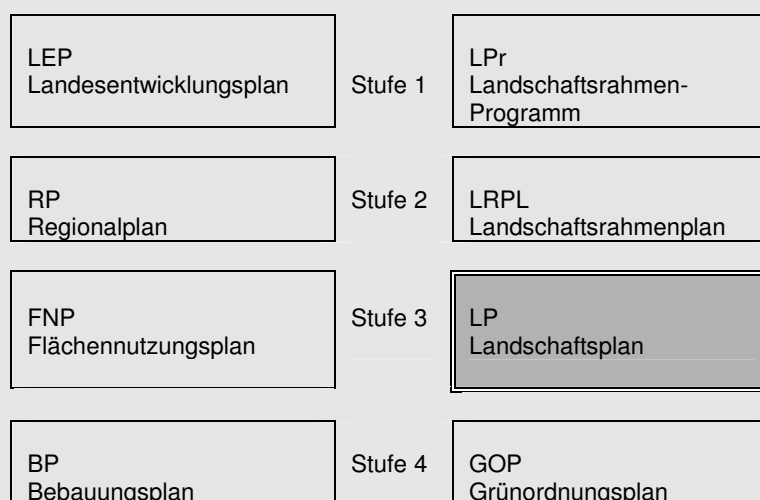 LEP
Landesentwicklungsplan
Stufe 1
LPr
Landschaftsrahmen-
Programm
RP
Regionalplan
Stufe 2
LRPL
Landschaftsrahmenplan
FNP
Flächennutzungsplan
Stufe 3
LP
Landschaftsplan
BP
Bebauungsplan
Stufe 4
GOP
Grünordnungsplan